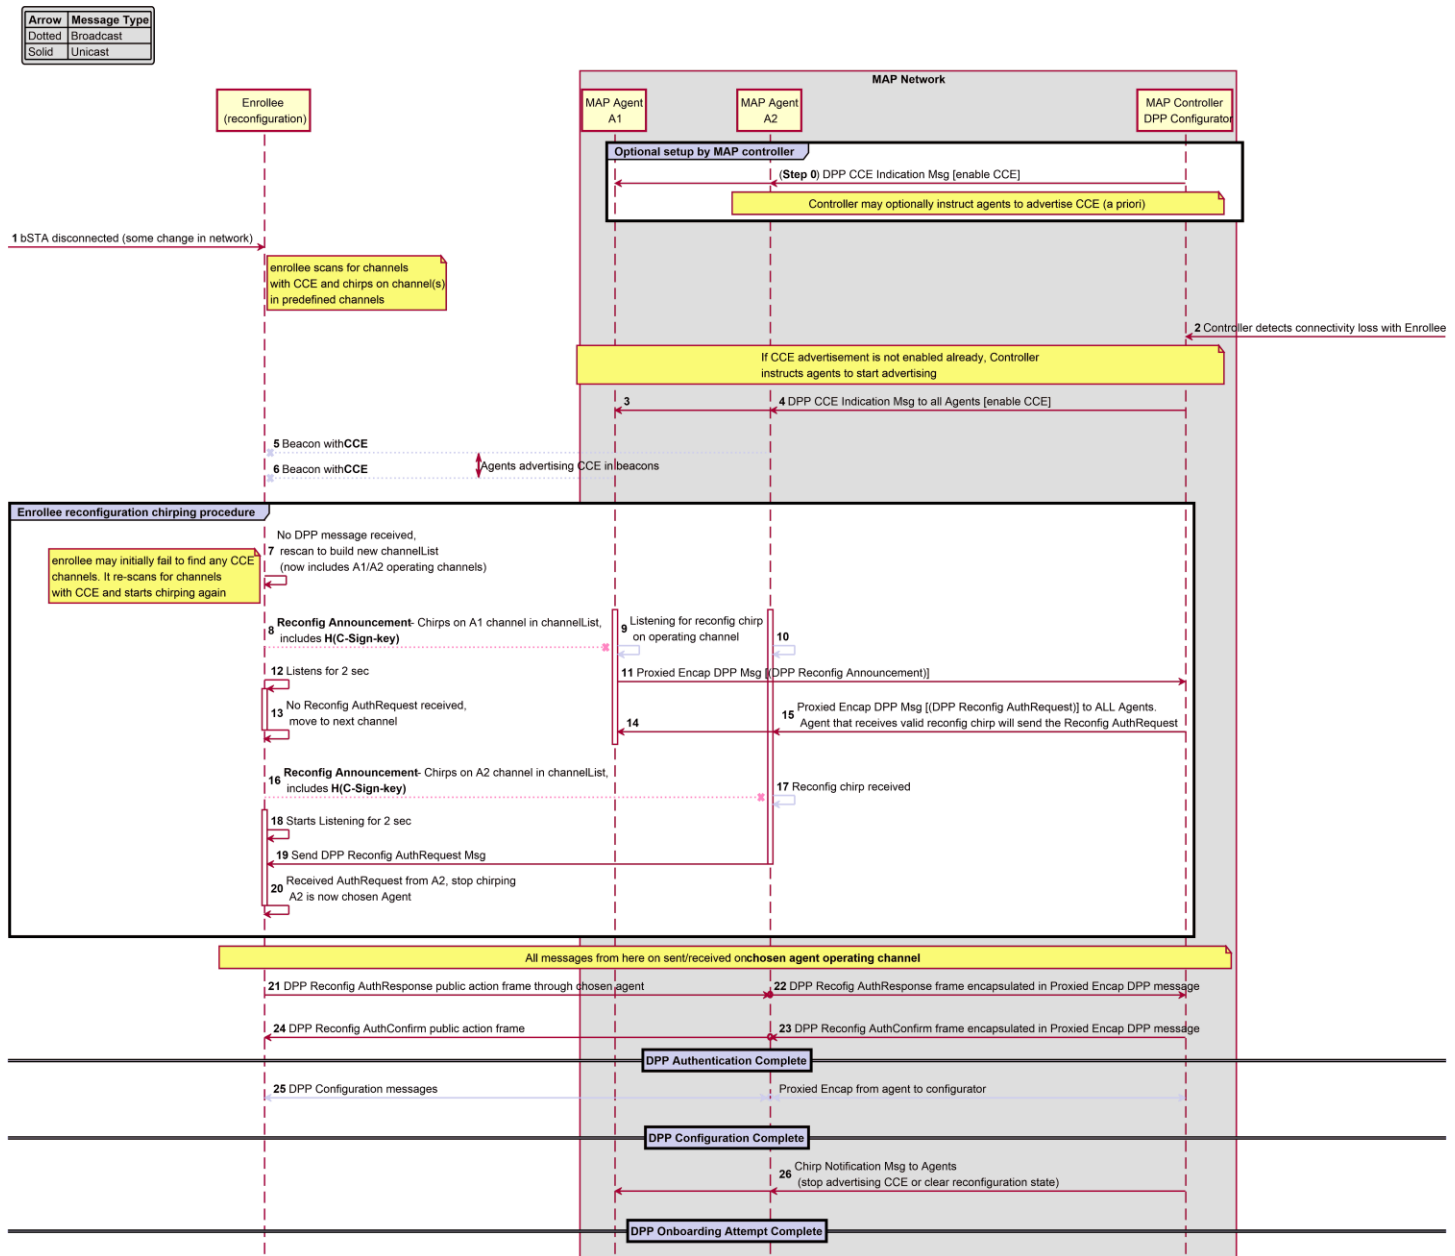 Arrow Message Type
Dotted Broadcast
Solid Unicast
MAP Network
Enrollee
(reconfiguration)
MAP Agent
A1
MAP Agent
A2
MAP Controller
DPP Configurator
Optional setup by MAP controller
(Step 0) DPP CCE Indication Msg [enable CCE]
Controller may optionally instruct agents to advertise CCE (a priori)
1 bSTA disconnected (some change in network)
enrollee scans for channels
with CCE and chirps on channel(s)
in predefined channels
2 Controller detects connectivity loss with Enrollee
If CCE advertisement is not enabled already, Controller
instructs agents to start advertising
3
4 DPP CCE Indication Msg to all Agents [enable CCE]
5 Beacon withCCE
Agents advertising CCE in beacons
6 Beacon withCCE
Enrollee reconfiguration chirping procedure
No DPP message received,
7 rescan to build new channelList
(now includes A1/A2 operating channels)
enrollee may initially fail to find any CCE
channels. It re-scans for channels
with CCE and starts chirping again
8 Reconfig Announcement- Chirps on A1 channel in channelList,
includes H(C-Sign-key)
9 Listening for reconfig chirp
on operating channel
10
11 Proxied Encap DPP Msg [(DPP Reconfig Announcement)]
12 Listens for 2 sec
13 No Reconfig AuthRequest received,
move to next channel
14
15 Proxied Encap DPP Msg [(DPP Reconfig AuthRequest)] to ALL Agents.
Agent that receives valid reconfig chirp will send the Reconfig AuthRequest
16 Reconfig Announcement- Chirps on A2 channel in channelList,
includes H(C-Sign-key)
17 Reconfig chirp received
18 Starts Listening for 2 sec
19 Send DPP Reconfig AuthRequest Msg
20 Received AuthRequest from A2, stop chirping
A2 is now chosen Agent
All messages from here on sent/received onchosen agent operating channel
21 DPP Reconfig AuthResponse public action frame through chosen agent
22 DPP Recofig AuthResponse frame encapsulated in Proxied Encap DPP message
24 DPP Reconfig AuthConfirm public action frame
23 DPP Reconfig AuthConfirm frame encapsulated in Proxied Encap DPP message
DPP Authentication Complete
25 DPP Configuration messages
Proxied Encap from agent to configurator
DPP Configuration Complete
26 Chirp Notification Msg to Agents
(stop advertising CCE or clear reconfiguration state)
DPP Onboarding Attempt Complete